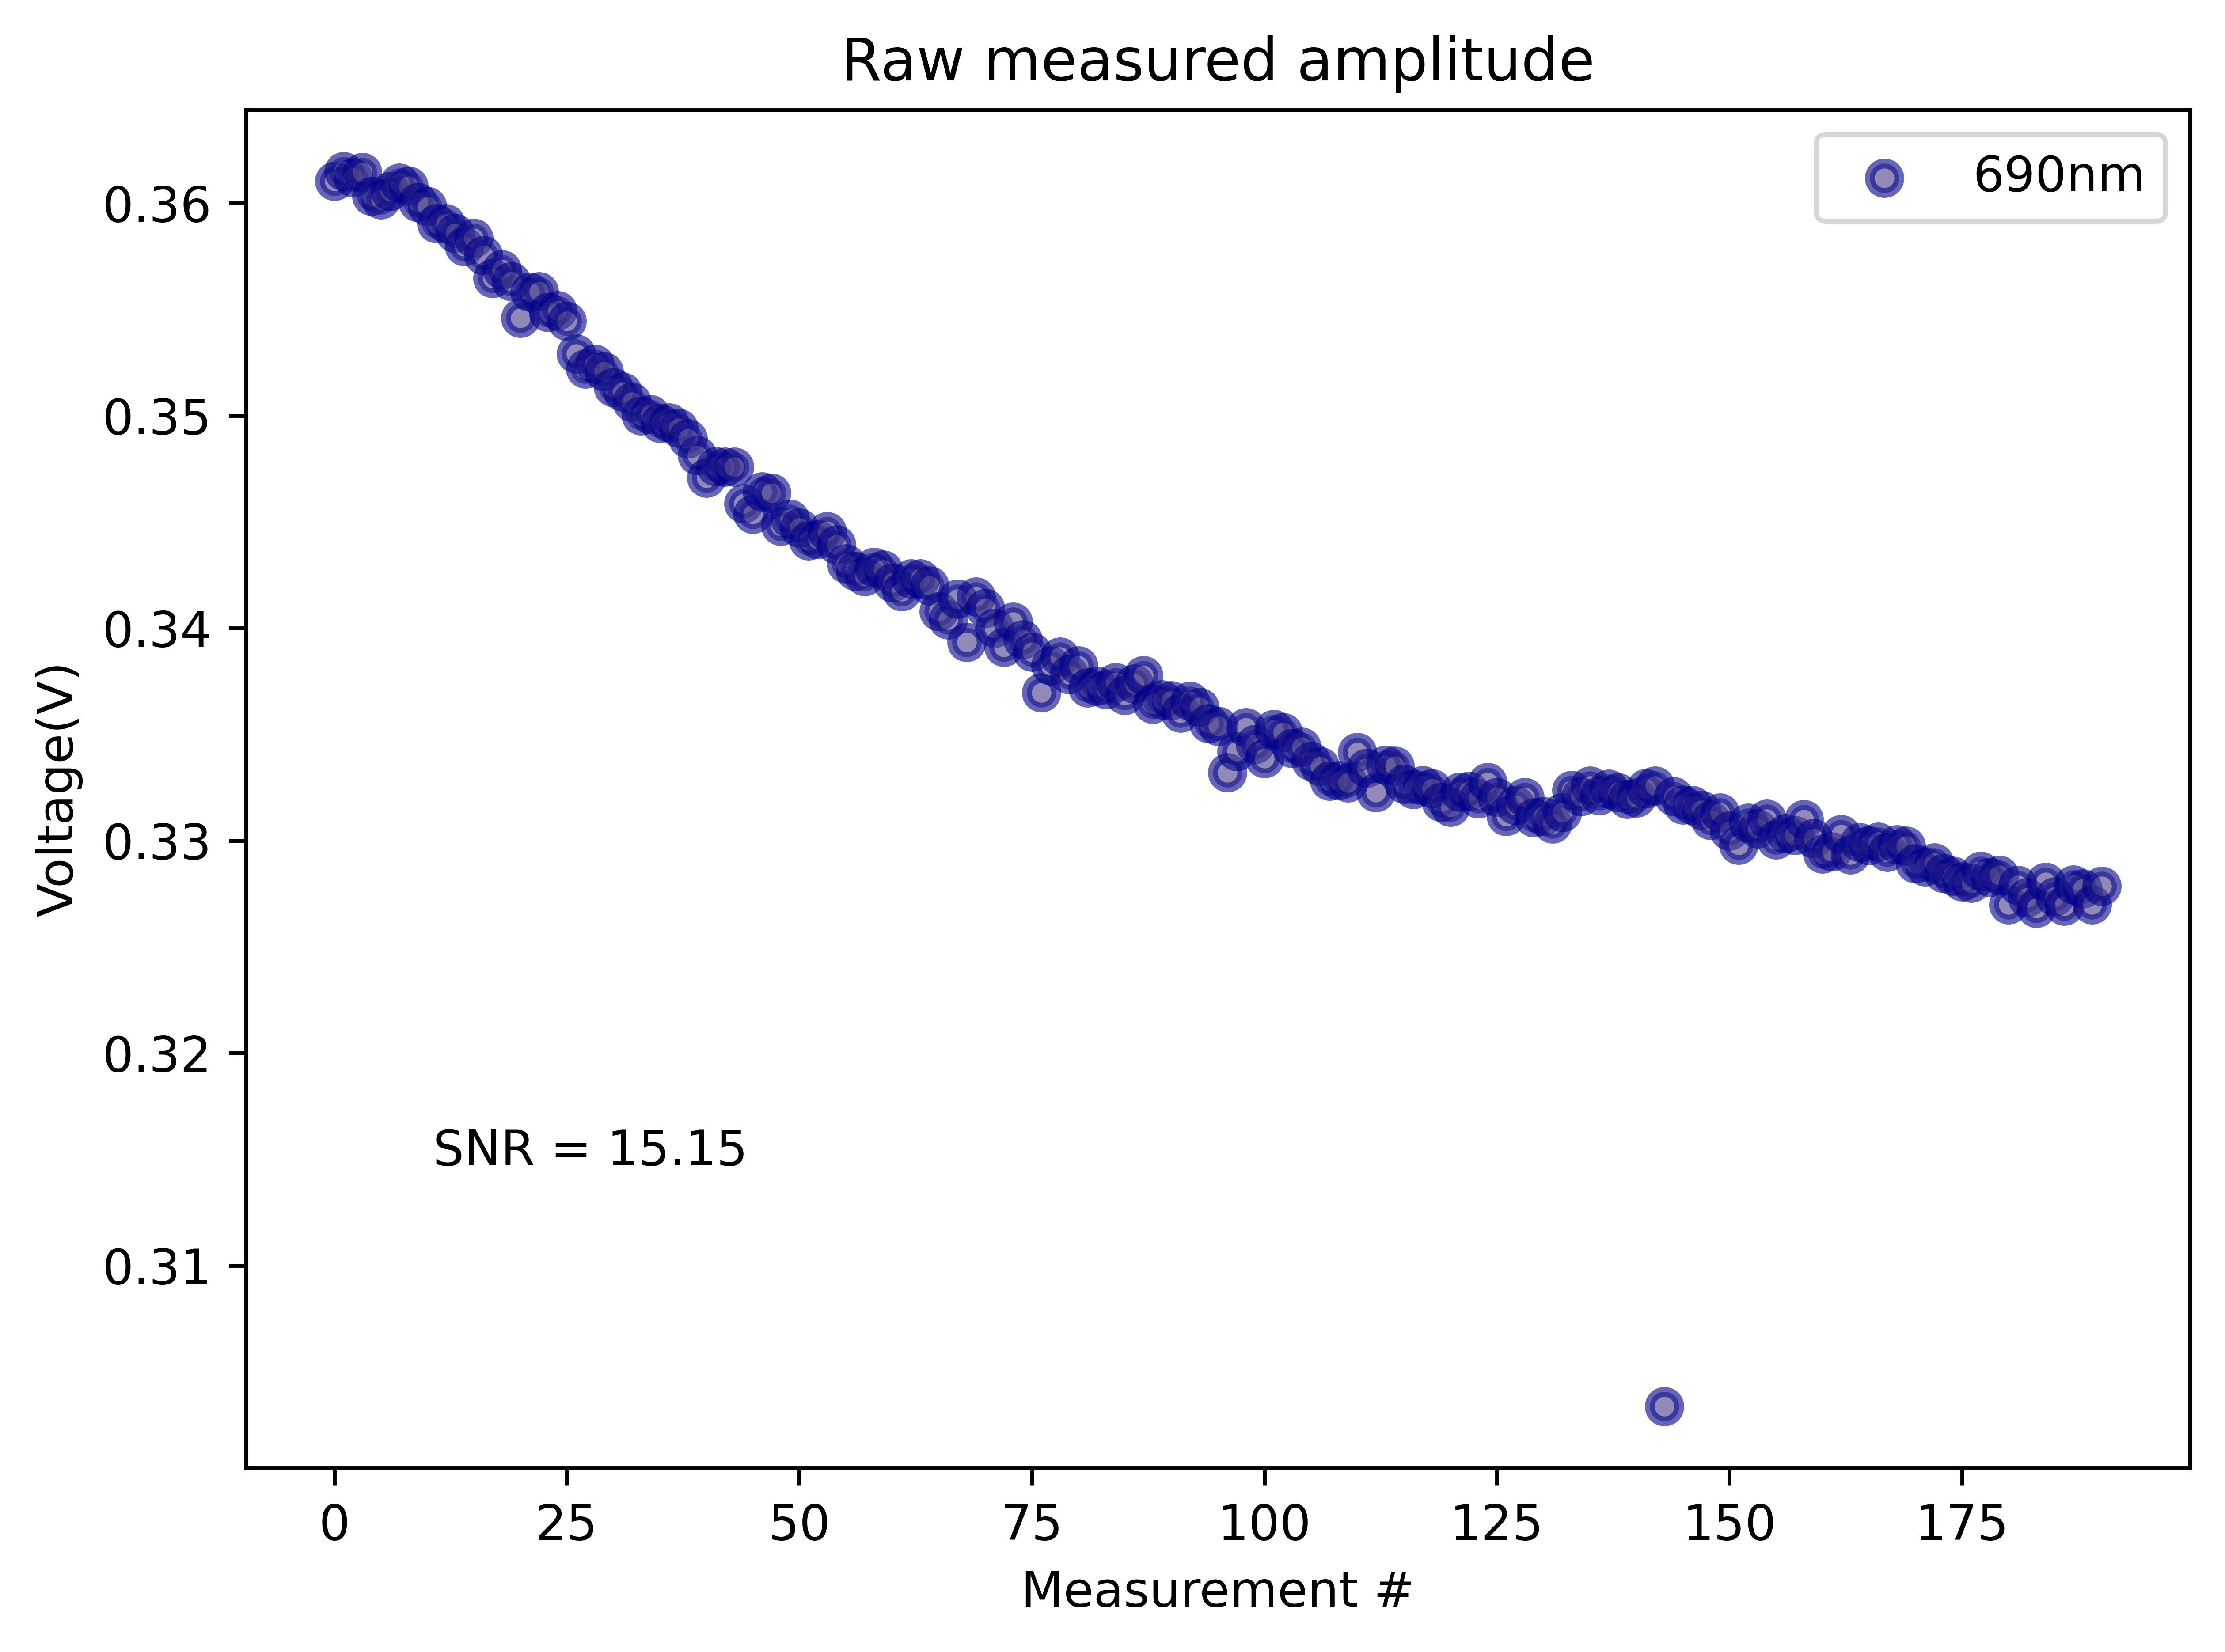 Raw measured amplitude
690nm
0.36
0.35
0.34
0.33
0.32
0.31
Voltage(V)
SNR = 15.15
0 25 50 75 100 125 150 175
Measurement #